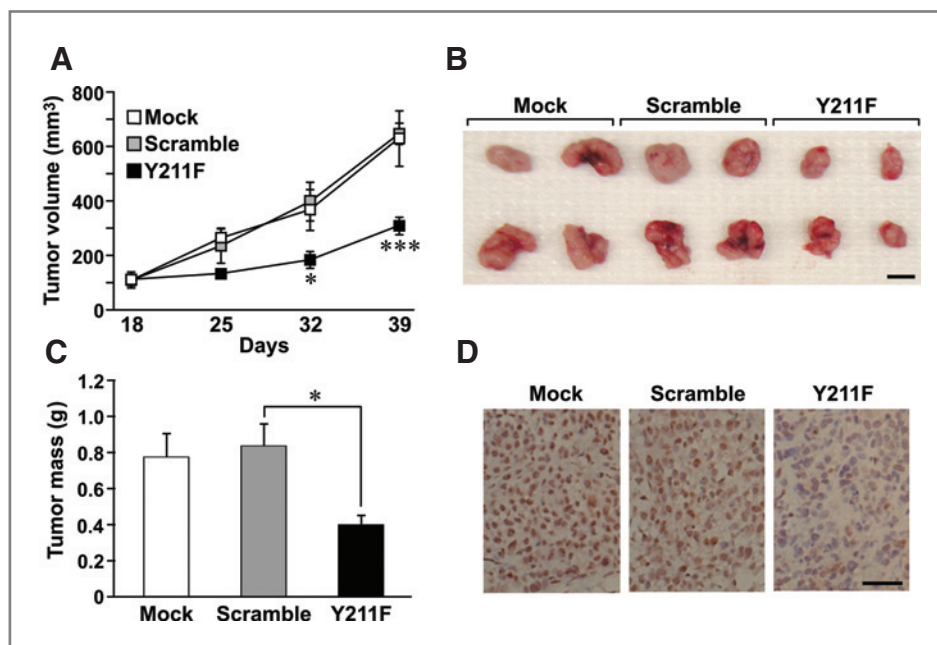 A
Tumor volume (mm³)
800
600
400
200
0
Mock
Scramble
Y211F
*
***
18 25 32 39
Days
B
Mock Scramble Y211F
C
Tumor mass (g)
1.2
1.0
0.8
0.6
0.4
0.2
0
*
Mock Scramble Y211F
D
Mock Scramble Y211F